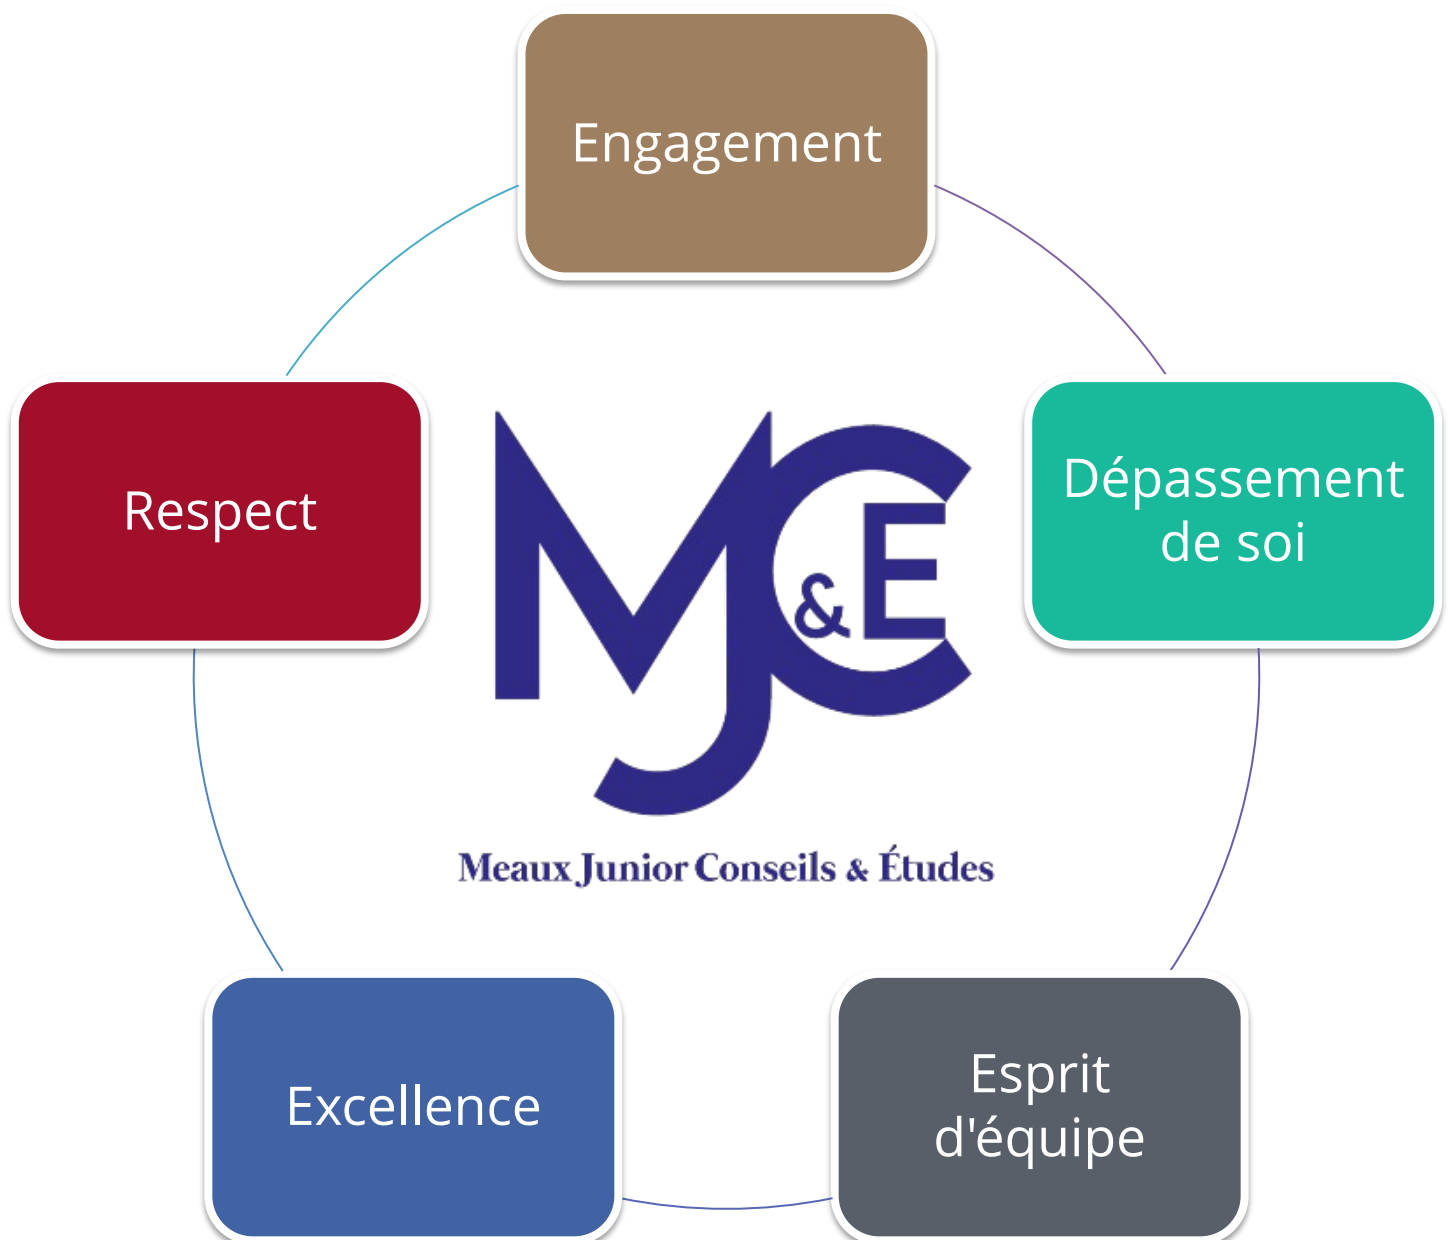 Engagement
Respect
Dépassement
de soi
MJC
&E
Meaux Junior Conseils & Études
Excellence
Esprit
d'équipe